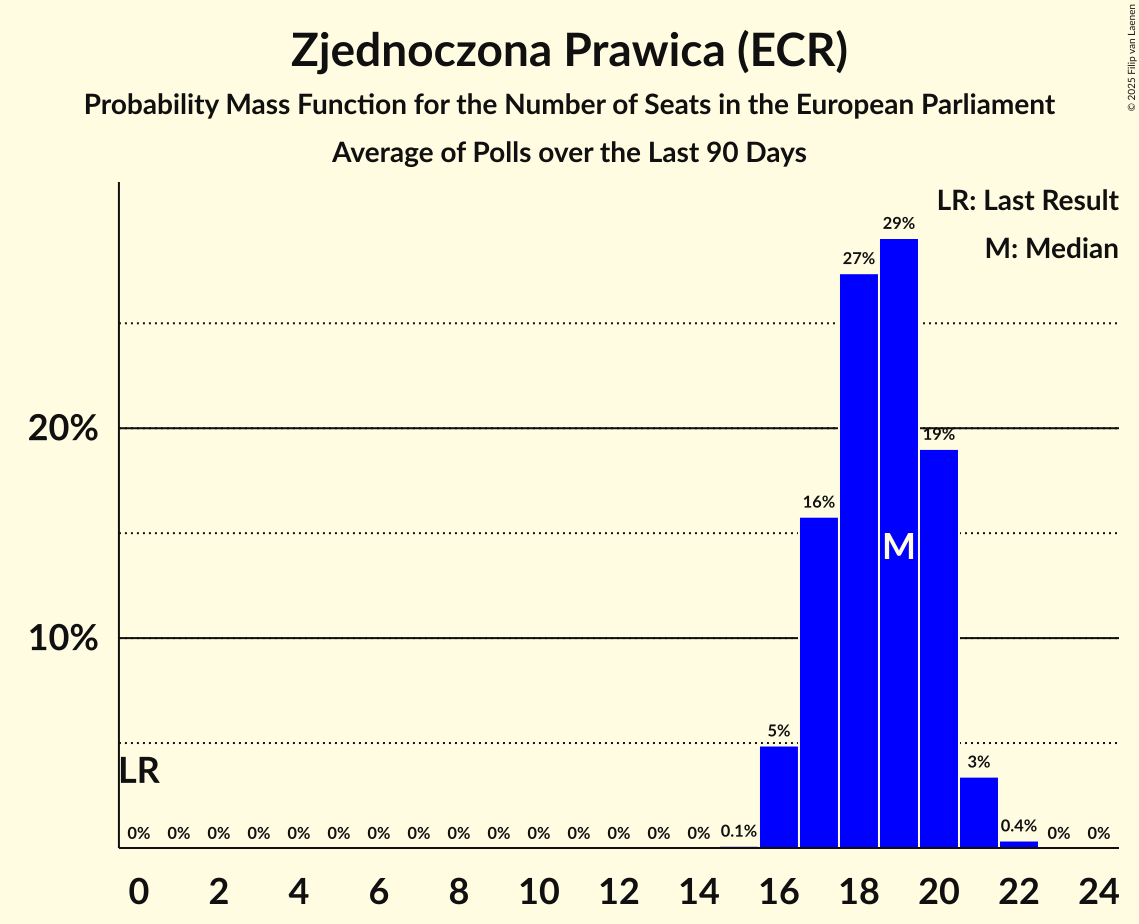 Zjednoczona Prawica (ECR)
Probability Mass Function for the Number of Seats in the European Parliament
Average of Polls over the Last 90 Days
© 2025 Filip van Laenen
LR: Last Result
M: Median
29%
27%
20%
19%
16%
M
10%
5%
3%
LR
0% 0% 0% 0% 0% 0% 0% 0% 0% 0% 0% 0% 0% 0% 0% 0.1% 0.4% 0% 0%
0 2 4 6 8 10 12 14 16 18 20 22 24